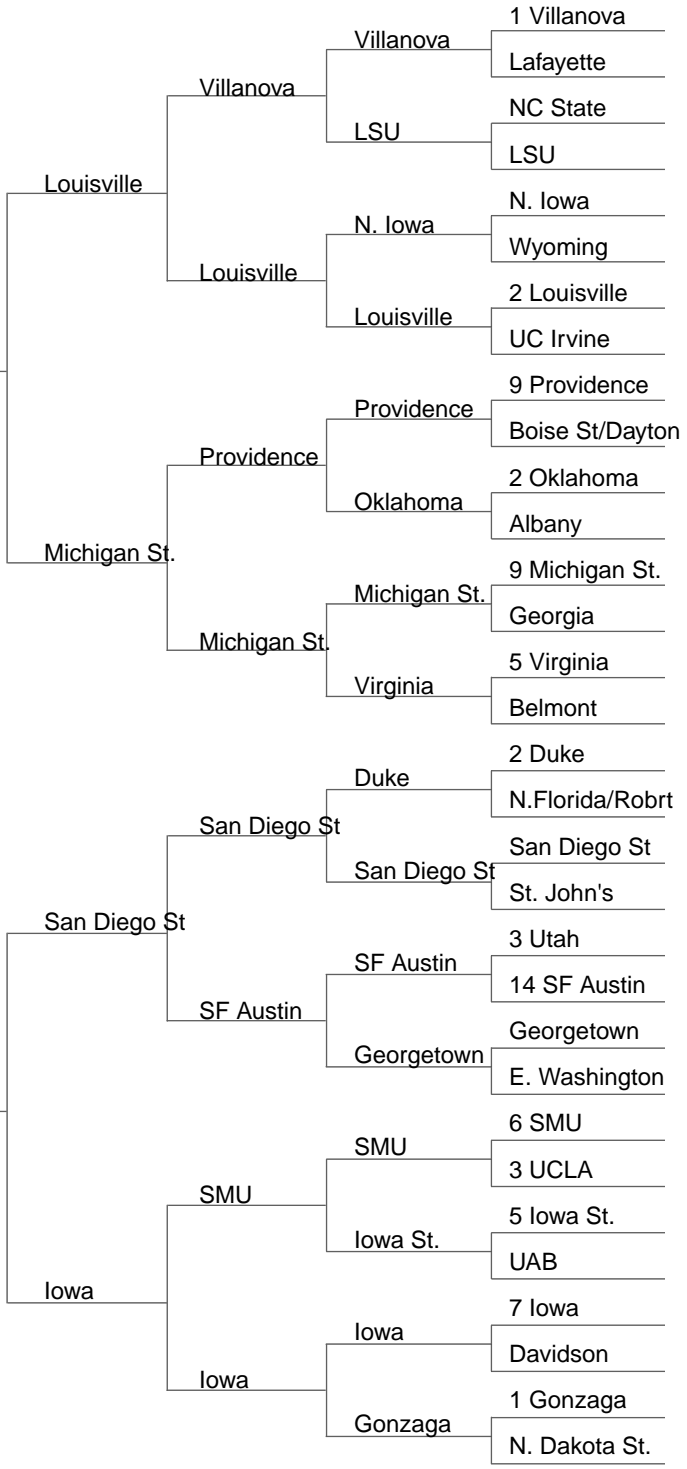 1 Villanova
Villanova
Lafayette
Villanova
NC State
LSU
LSU
Louisville
N. Iowa
N. Iowa
Wyoming
Louisville
2 Louisville
Louisville
UC Irvine
9 Providence
Providence
Boise St/Dayton
Providence
2 Oklahoma
Oklahoma
Albany
Michigan St.
9 Michigan St.
Michigan St.
Georgia
Michigan St.
5 Virginia
Virginia
Belmont
2 Duke
Duke
N.Florida/Robrt
San Diego St
San Diego St
San Diego St
St. John's
San Diego St
3 Utah
SF Austin
14 SF Austin
SF Austin
Georgetown
Georgetown
E. Washington
6 SMU
SMU
3 UCLA
SMU
5 Iowa St.
Iowa St.
UAB
Iowa
7 Iowa
Iowa
Davidson
Iowa
1 Gonzaga
Gonzaga
N. Dakota St.